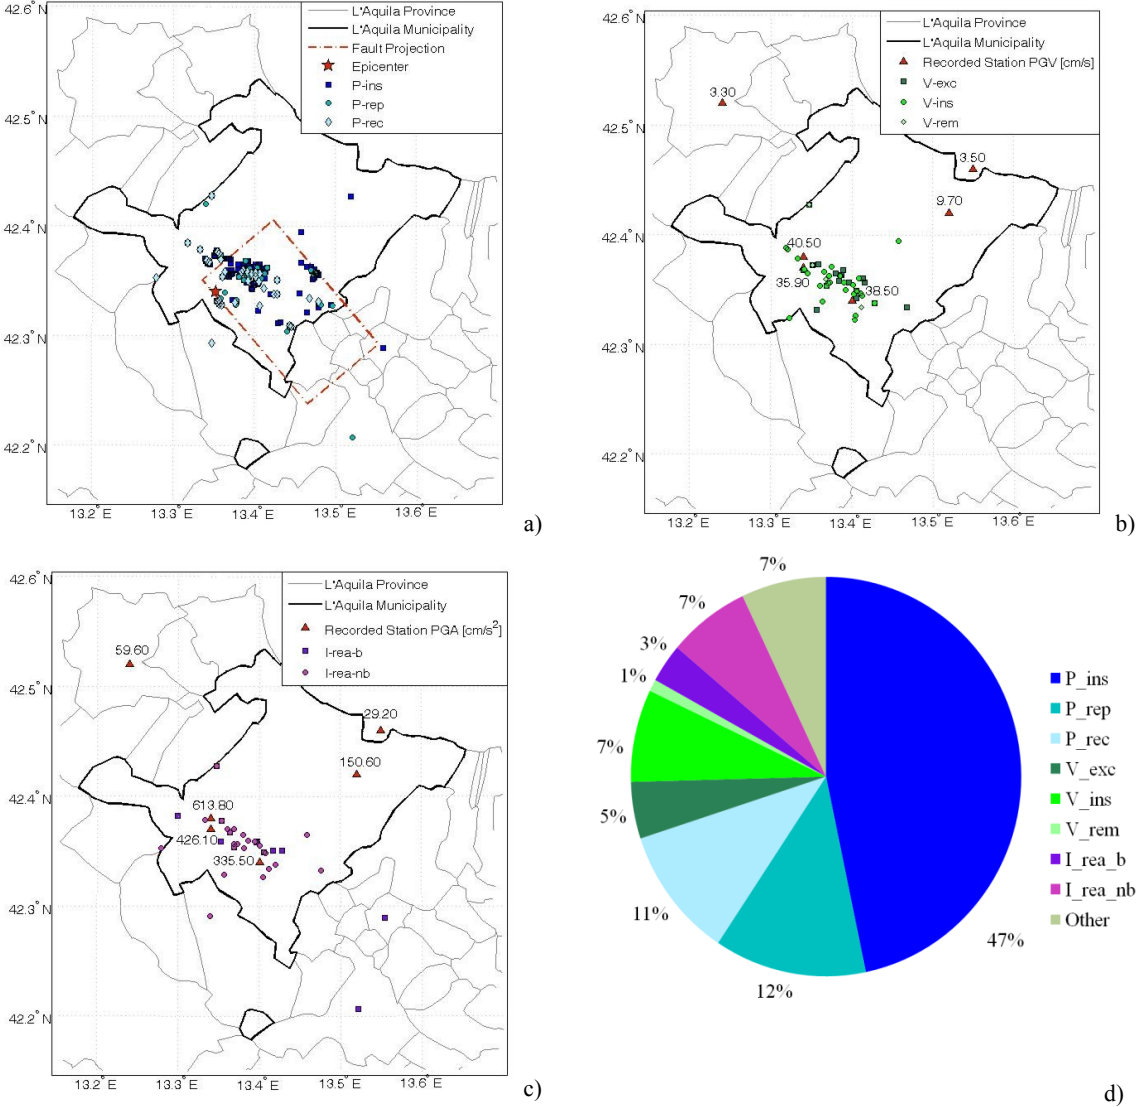 42.6° N
42.5° N
42.4° N
42.3° N
42.2° N
13.2° E
13.3° E
13.4° E
13.5° E
13.6° E
L'Aquila Province
L'Aquila Municipality
Fault Projection
Epicenter
P-ins
P-rep
P-rec
a)
42.6° N
42.5° N
42.4° N
42.3° N
42.2° N
13.2° E
13.3° E
13.4° E
13.5° E
13.6° E
L'Aquila Province
L'Aquila Municipality
Recorded Station PGV [cm/s]
V-exc
V-ins
V-rem
3.30
3.50
9.70
40.50
35.90
38.50
b)
42.6° N
42.5° N
42.4° N
42.3° N
42.2° N
13.2° E
13.3° E
13.4° E
13.5° E
13.6° E
L'Aquila Province
L'Aquila Municipality
Recorded Station PGA [cm/s²]
I-rea-b
I-rea-nb
59.60
29.20
150.60
613.80
426.10
335.50
c)
7%
7%
3%
1%
7%
5%
11%
12%
47%
P_ins
P_rep
P_rec
V_exc
V_ins
V_rem
I_rea_b
I_rea_nb
Other
d)